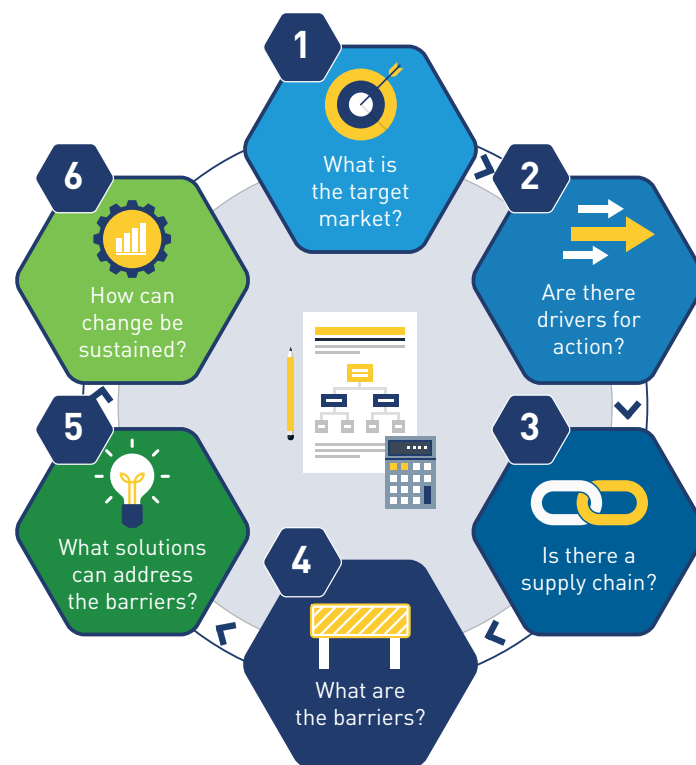 1
What is
the target
market?
2
Are there
drivers for
action?
3
Is there a
supply chain?
4
What are
the barriers?
5
What solutions
can address
the barriers?
6
How can
change be
sustained?